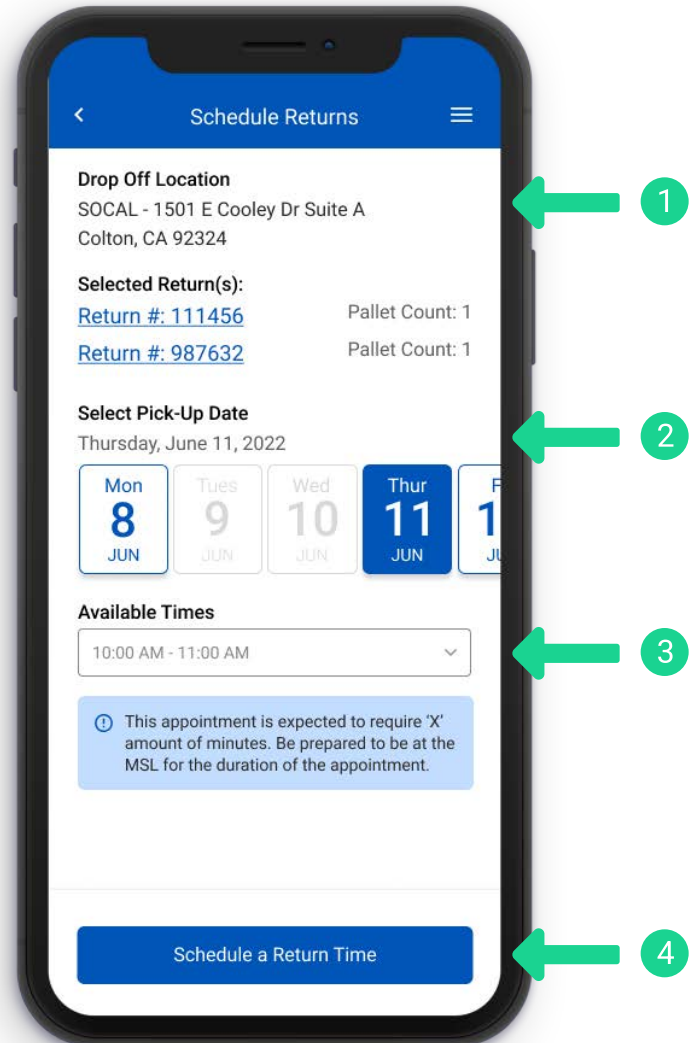 Schedule Returns
Drop Off Location
SOCAL - 1501 E Cooley Dr Suite A
Colton, CA 92324
1
Selected Return(s):
Return #: 111456 Pallet Count: 1
Return #: 987632 Pallet Count: 1
Select Pick-Up Date
Thursday, June 11, 2022
2
Mon Tues Wed Thur
8 9 10 11
JUN JUN JUN JUN
Available Times
10:00 AM - 11:00 AM
3
This appointment is expected to require 'X'
amount of minutes. Be prepared to be at the
MSL for the duration of the appointment.
Schedule a Return Time
4